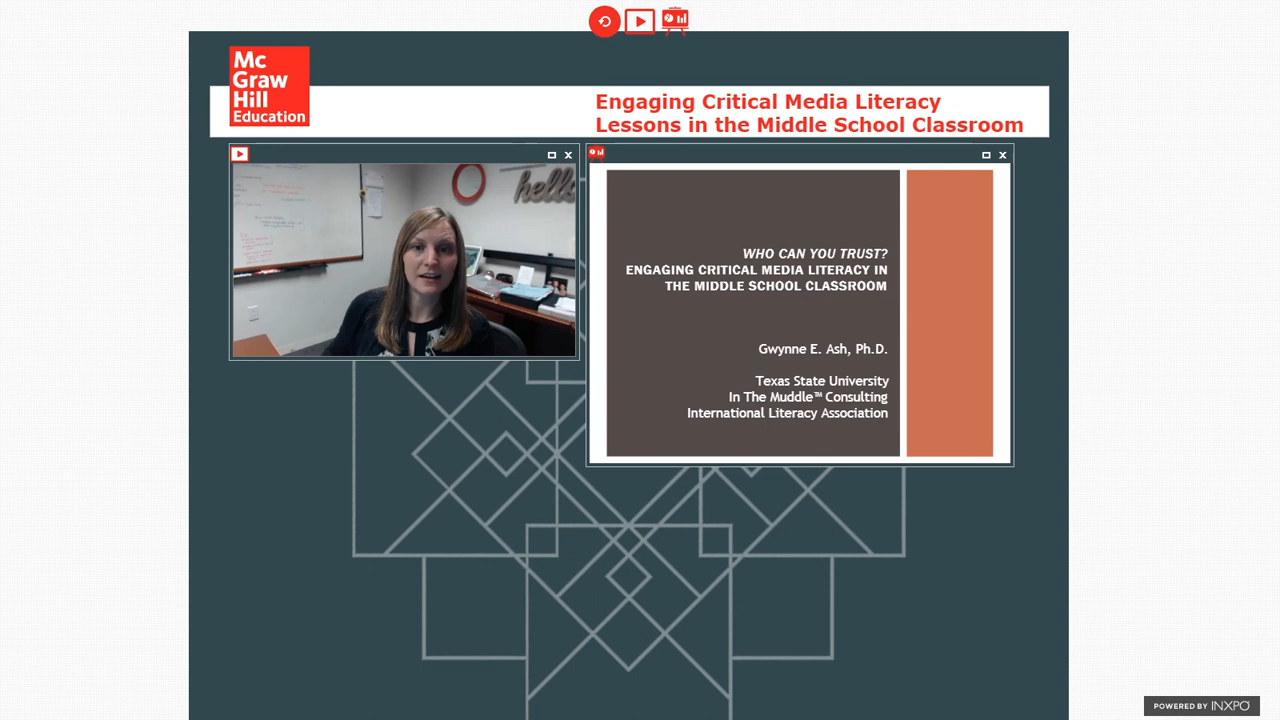 Mc
Graw
Hill
Education
Engaging Critical Media Literacy
Lessons in the Middle School Classroom
hello
WHO CAN YOU TRUST?
ENGAGING CRITICAL MEDIA LITERACY IN
THE MIDDLE SCHOOL CLASSROOM
Gwynne E. Ash, Ph.D.
Texas State University
In The Muddle™ Consulting
International Literacy Association
POWERED BY INXPO